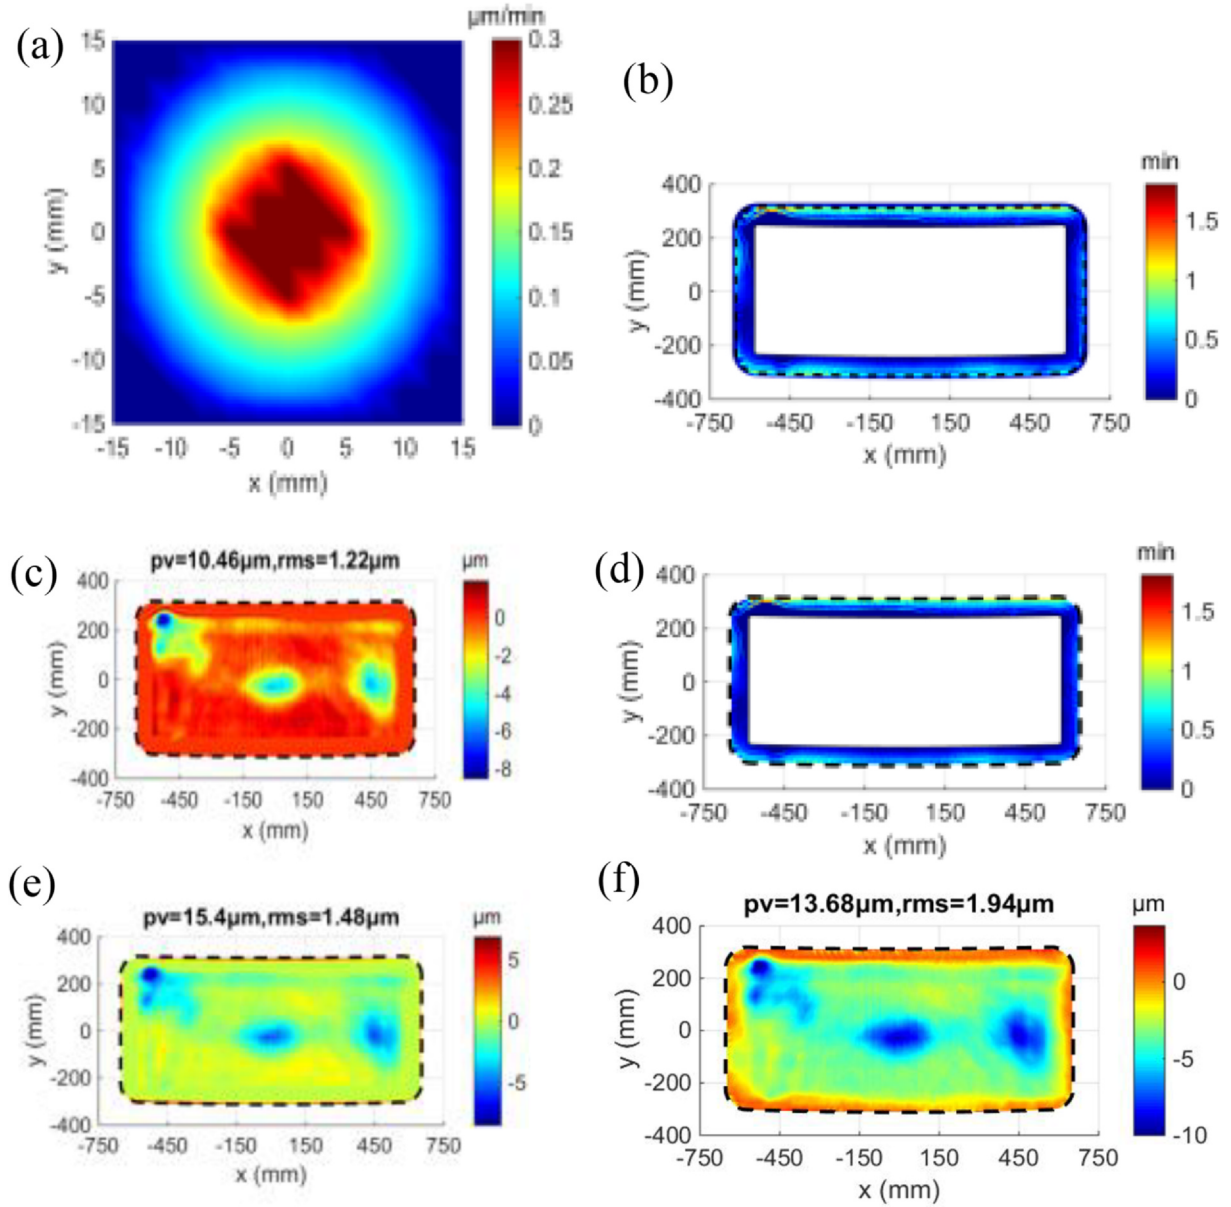 (a)
µm/min
15
10
5
0
-5
-10
-15
-15 -10 -5 0 5 10 15
x (mm)
y (mm)
0.3
0.25
0.2
0.15
0.1
0.05
0
(b)
min
400
200
0
-200
-400
-750 -450 -150 150 450 750
x (mm)
y (mm)
1.5
1
0.5
0
(c)
pv=10.46µm,rms=1.22µm
µm
400
200
0
-200
-400
-750 -450 -150 150 450 750
x (mm)
y (mm)
0
-2
-4
-6
-8
(d)
min
400
200
0
-200
-400
-750 -450 -150 150 450 750
x (mm)
y (mm)
1.5
1
0.5
0
(e)
pv=15.4µm,rms=1.48µm
µm
400
200
0
-200
-400
-750 -450 -150 150 450 750
x (mm)
y (mm)
5
0
-5
(f)
pv=13.68µm,rms=1.94µm
µm
400
200
0
-200
-400
-750 -450 -150 150 450 750
x (mm)
y (mm)
0
-5
-10